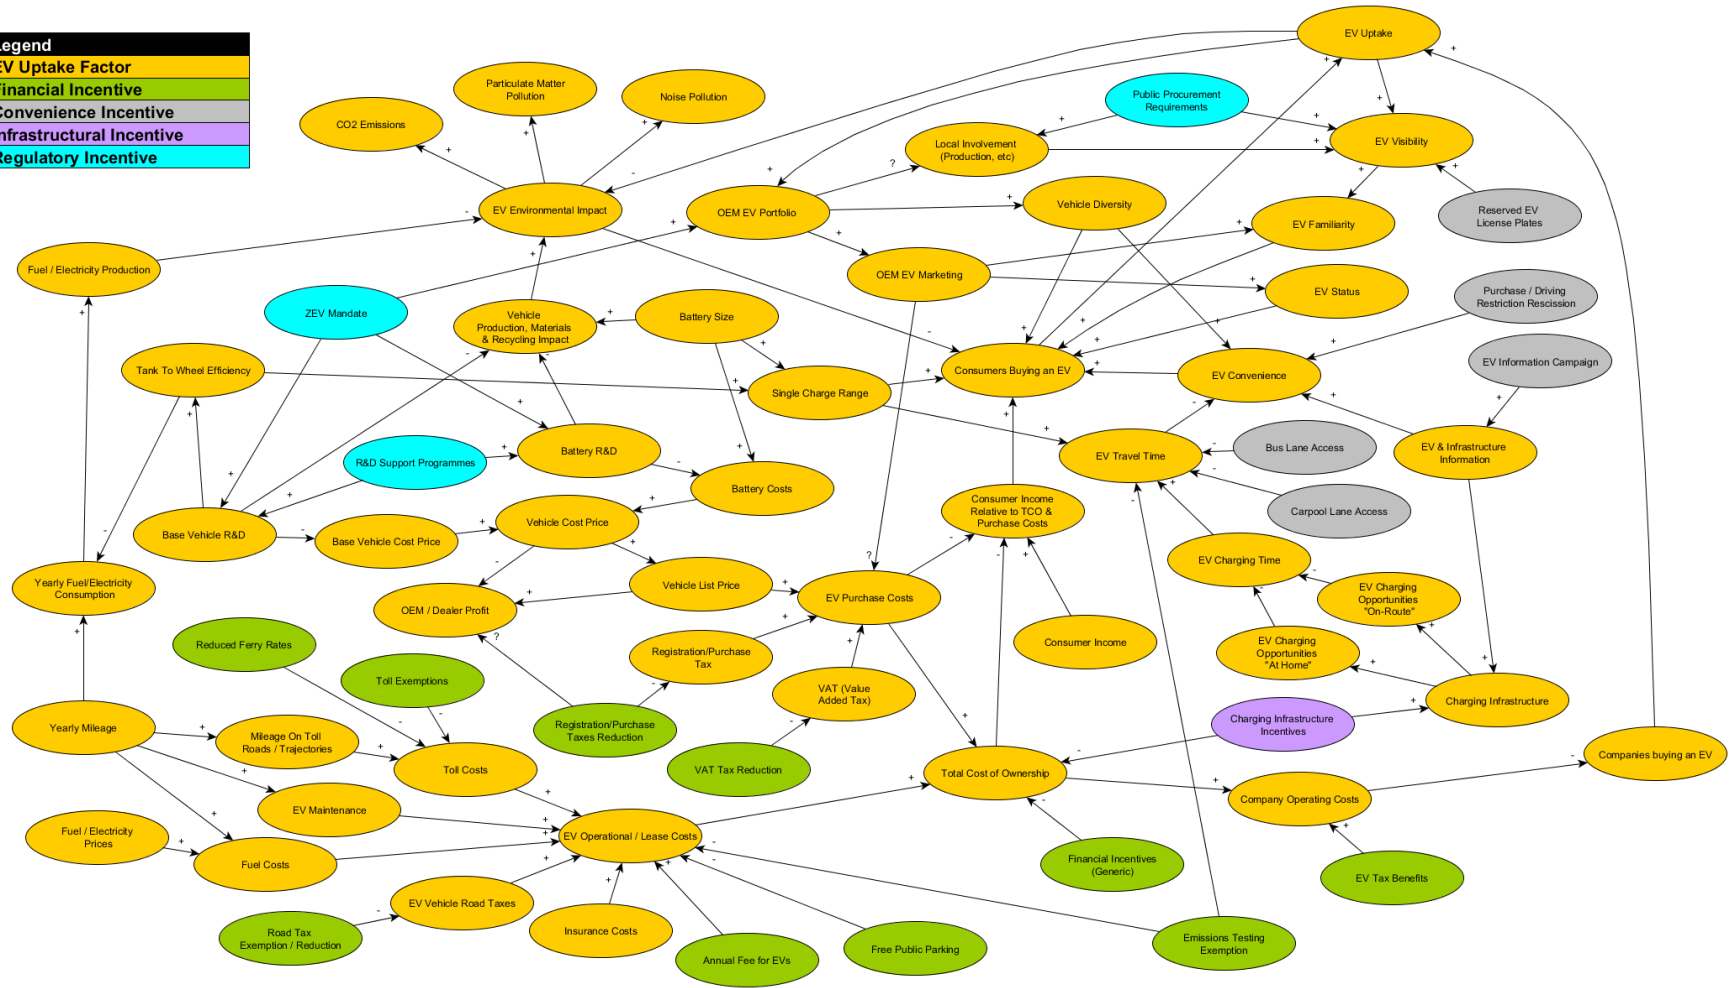 Legend
EV Uptake Factor
Financial Incentive
Convenience Incentive
Infrastructural Incentive
Regulatory Incentive
EV Uptake
Particulate Matter
Pollution
Noise Pollution
CO2 Emissions
Public Procurement
Requirements
Local Involvement
(Production, etc)
EV Visibility
EV Environmental Impact
OEM EV Portfolio
Vehicle Diversity
Reserved EV
License Plates
EV Familiarity
Fuel / Electricity Production
OEM EV Marketing
EV Status
Purchase / Driving
Restriction Rescission
ZEV Mandate
Vehicle
Production, Materials
& Recycling Impact
Battery Size
EV Information Campaign
Tank To Wheel Efficiency
Single Charge Range
Consumers Buying an EV
EV Convenience
R&D Support Programmes
Battery R&D
EV Travel Time
Bus Lane Access
EV & Infrastructure
Information
Battery Costs
Carpool Lane Access
Consumer Income
Relative to TCO &
Purchase Costs
Base Vehicle R&D
Base Vehicle Cost Price
Vehicle Cost Price
EV Charging Time
Yearly Fuel/Electricity
Consumption
Vehicle List Price
EV Purchase Costs
OEM / Dealer Profit
EV Charging
Opportunities
"On-Route"
Reduced Ferry Rates
Registration/Purchase
Tax
Consumer Income
EV Charging
Opportunities
"At Home"
Toll Exemptions
VAT (Value
Added Tax)
Charging Infrastructure
Yearly Mileage
Mileage On Toll
Roads / Trajectories
Registration/Purchase
Taxes Reduction
Charging Infrastructure
Incentives
Toll Costs
VAT Tax Reduction
Total Cost of Ownership
Companies buying an EV
EV Maintenance
Company Operating Costs
Fuel / Electricity
Prices
Fuel Costs
EV Operational / Lease Costs
Financial Incentives
(Generic)
EV Tax Benefits
EV Vehicle Road Taxes
Road Tax
Exemption / Reduction
Insurance Costs
Annual Fee for EVs
Free Public Parking
Emissions Testing
Exemption